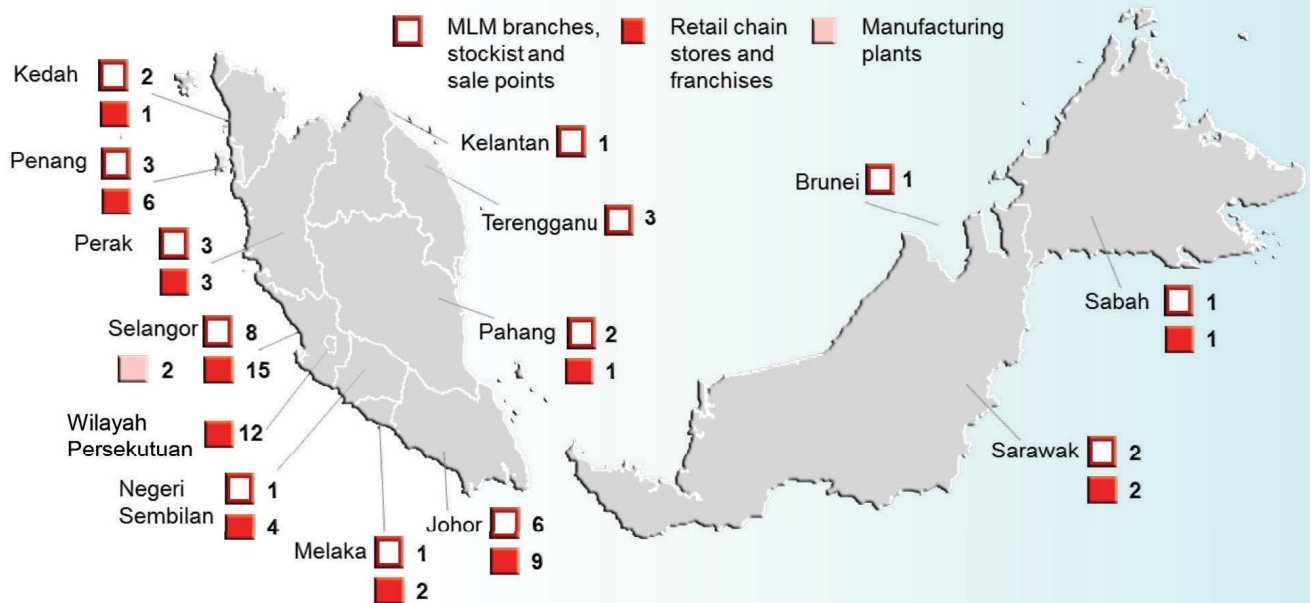 MLM branches,
stockist and
sale points
Retail chain
stores and
franchises
Manufacturing
plants
Kedah 2
1
Penang 3
6
Perak 3
3
Selangor 8
2 15
Wilayah
Persekutuan 12
Negeri
Sembilan
1
4
Melaka 1
2
Johor 6
9
Kelantan 1
Terengganu 3
Pahang 2
1
Brunei 1
Sabah 1
1
Sarawak 2
2